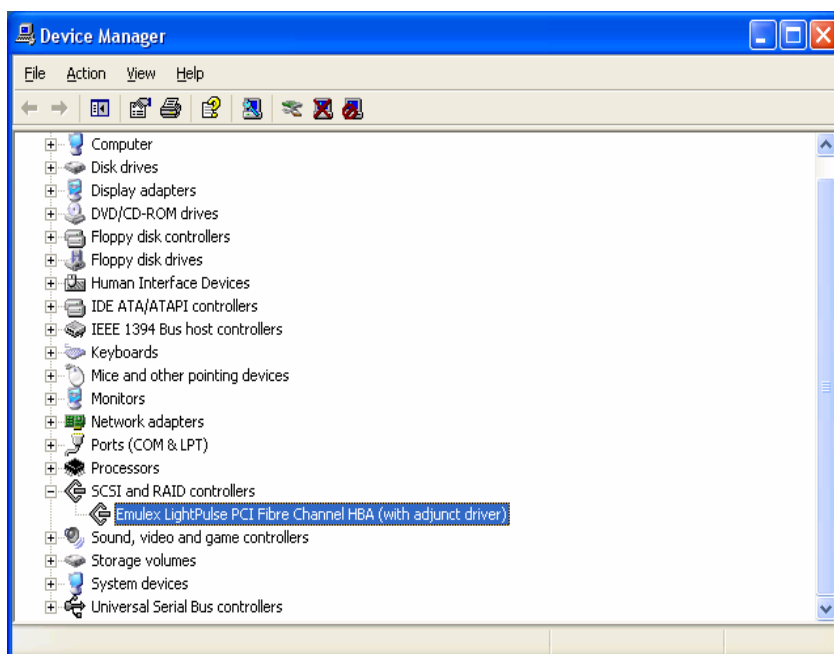 Device Manager
File Action View Help
Computer
Disk drives
Display adapters
DVD/CD-ROM drives
Floppy disk controllers
Floppy disk drives
Human Interface Devices
IDE ATA/ATAPI controllers
IEEE 1394 Bus host controllers
Keyboards
Mice and other pointing devices
Monitors
Network adapters
Ports (COM & LPT)
Processors
SCSI and RAID controllers
Emulex LightPulse PCI Fibre Channel HBA (with adjunct driver)
Sound, video and game controllers
Storage volumes
System devices
Universal Serial Bus controllers